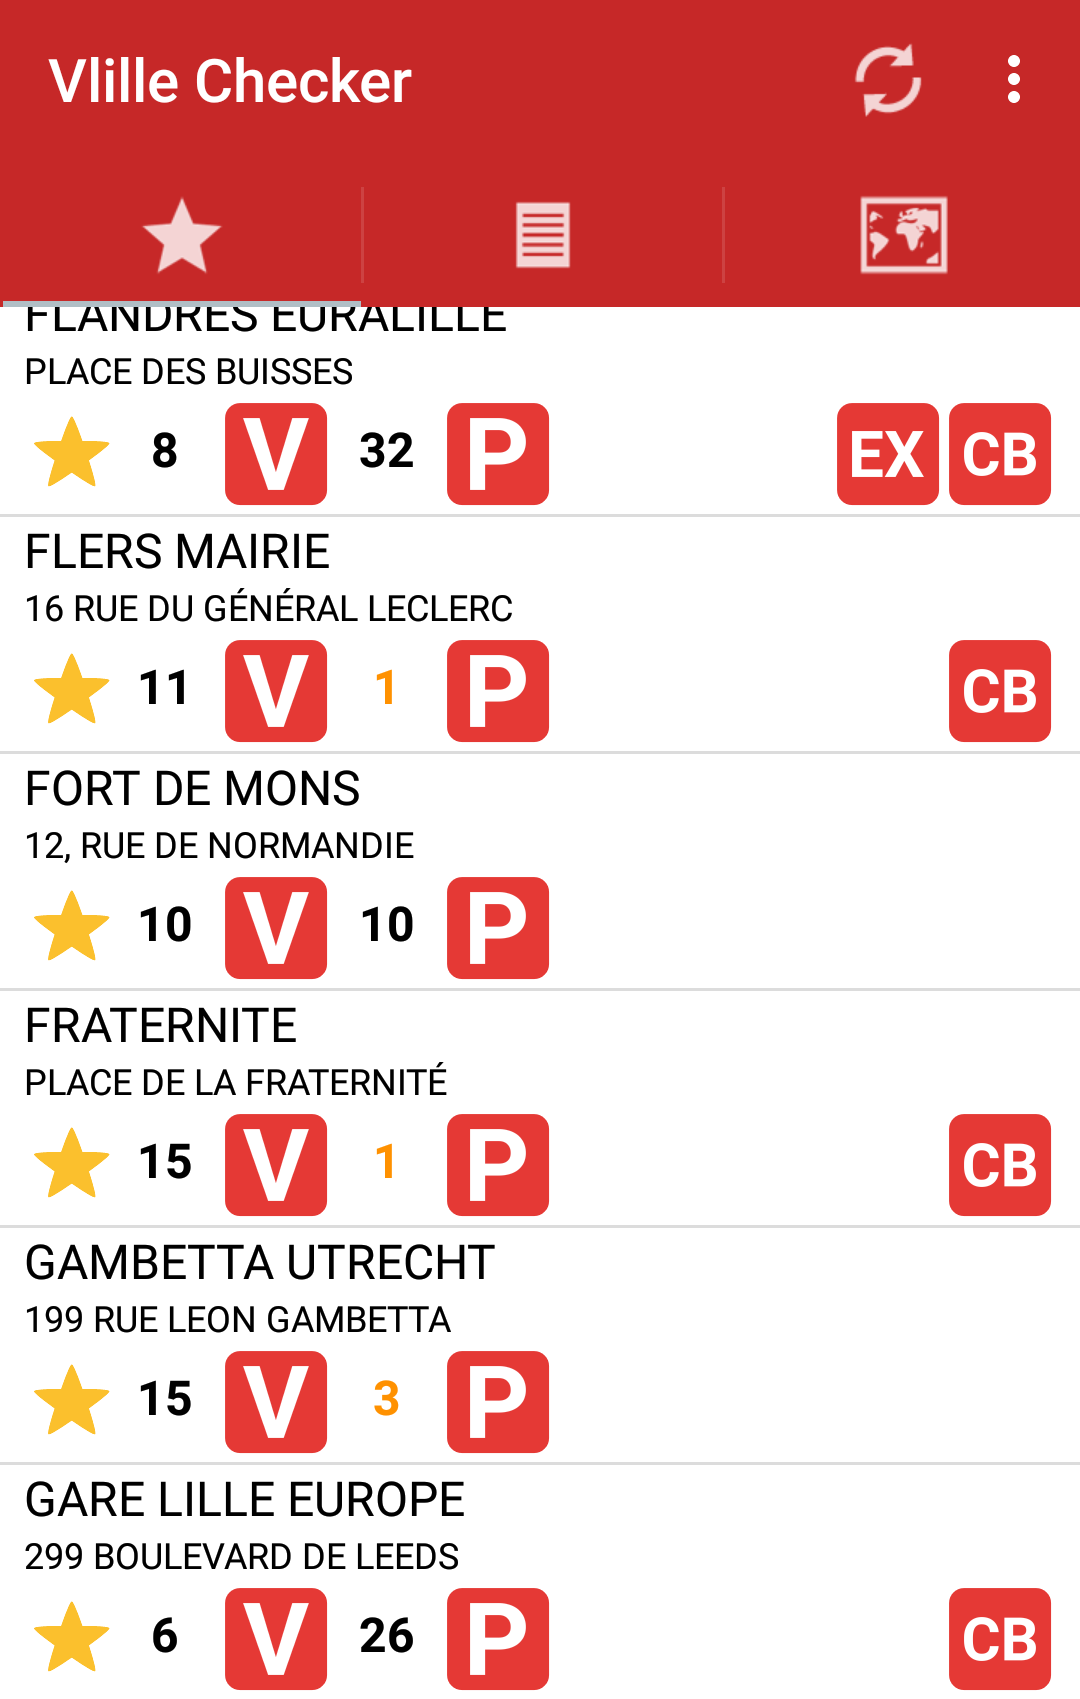 Vlille Checker
FLANDRES EURALILLE
PLACE DES BUISSES
8 V 32 P EX CB
FLERS MAIRIE
16 RUE DU GÉNÉRAL LECLERC
11 V 1 P CB
FORT DE MONS
12, RUE DE NORMANDIE
10 V 10 P
FRATERNITE
PLACE DE LA FRATERNITÉ
15 V 1 P CB
GAMBETTA UTRECHT
199 RUE LEON GAMBETTA
15 V 3 P
GARE LILLE EUROPE
299 BOULEVARD DE LEEDS
6 V 26 P CB